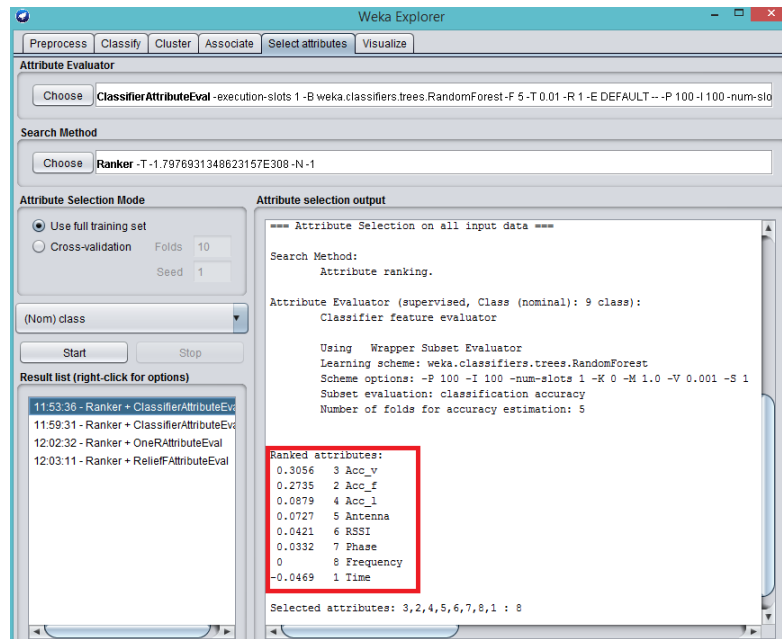 Weka Explorer
Preprocess Classify Cluster Associate Select attributes Visualize
Attribute Evaluator
Choose ClassifierAttributeEval -execution-slots 1 -B weka.classifiers.trees.RandomForest -F 5 -T 0.01 -R 1 -E DEFAULT -- -P 100 -I 100 -num-slo
Search Method
Choose Ranker -T -1.7976931348623157E308 -N -1
Attribute Selection Mode
Use full training set
Cross-validation Folds 10
Seed 1
(Nom) class
Start Stop
Result list (right-click for options)
11:53:36 - Ranker + ClassifierAttributeEva
11:59:31 - Ranker + ClassifierAttributeEva
12:02:32 - Ranker + OneRAttributeEval
12:03:11 - Ranker + ReliefFAttributeEval
Attribute selection output
=== Attribute Selection on all input data ===
Search Method:
Attribute ranking.
Attribute Evaluator (supervised, Class (nominal): 9 class):
Classifier feature evaluator
Using Wrapper Subset Evaluator
Learning scheme: weka.classifiers.trees.RandomForest
Scheme options: -P 100 -I 100 -num-slots 1 -K 0 -M 1.0 -V 0.001 -S 1
Subset evaluation: classification accuracy
Number of folds for accuracy estimation: 5
Ranked attributes:
0.3056 3 Acc_v
0.2735 2 Acc_f
0.0879 4 Acc_l
0.0727 5 Antenna
0.0421 6 RSSI
0.0332 7 Phase
0 8 Frequency
-0.0469 1 Time
Selected attributes: 3,2,4,5,6,7,8,1 : 8